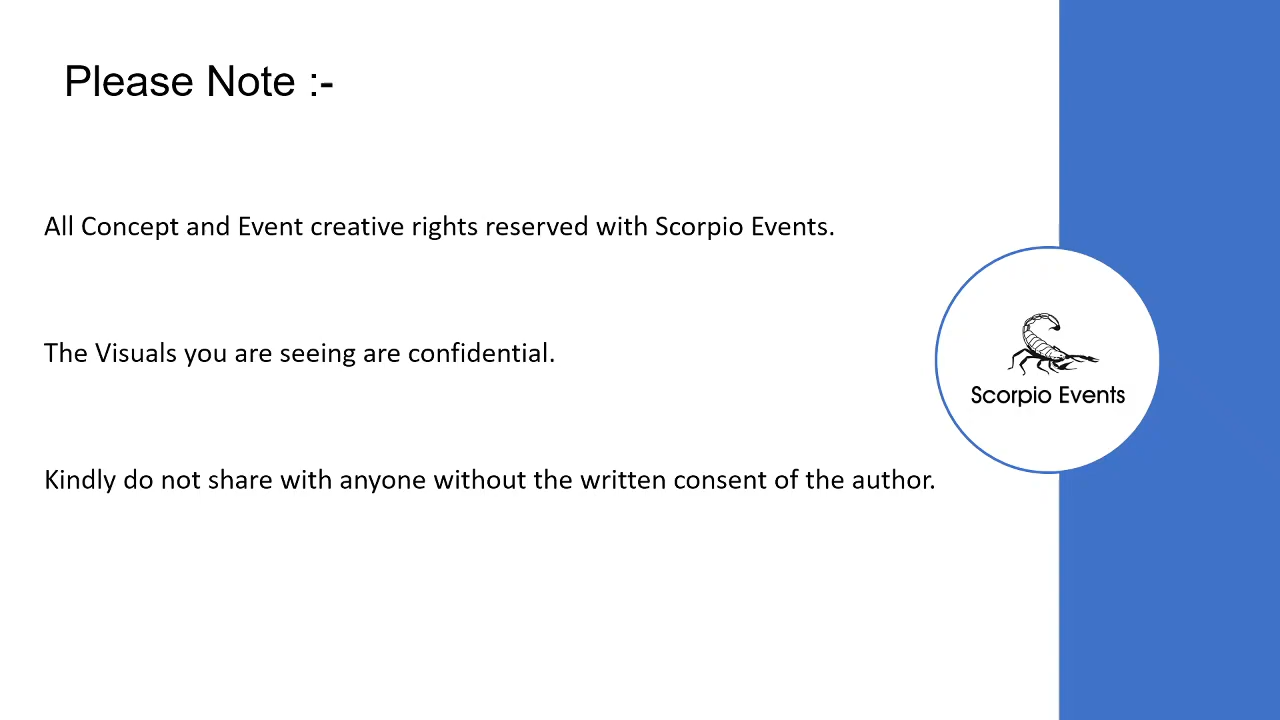 Please Note :-
All Concept and Event creative rights reserved with Scorpio Events.
The Visuals you are seeing are confidential.
Scorpio Events
Kindly do not share with anyone without the written consent of the author.